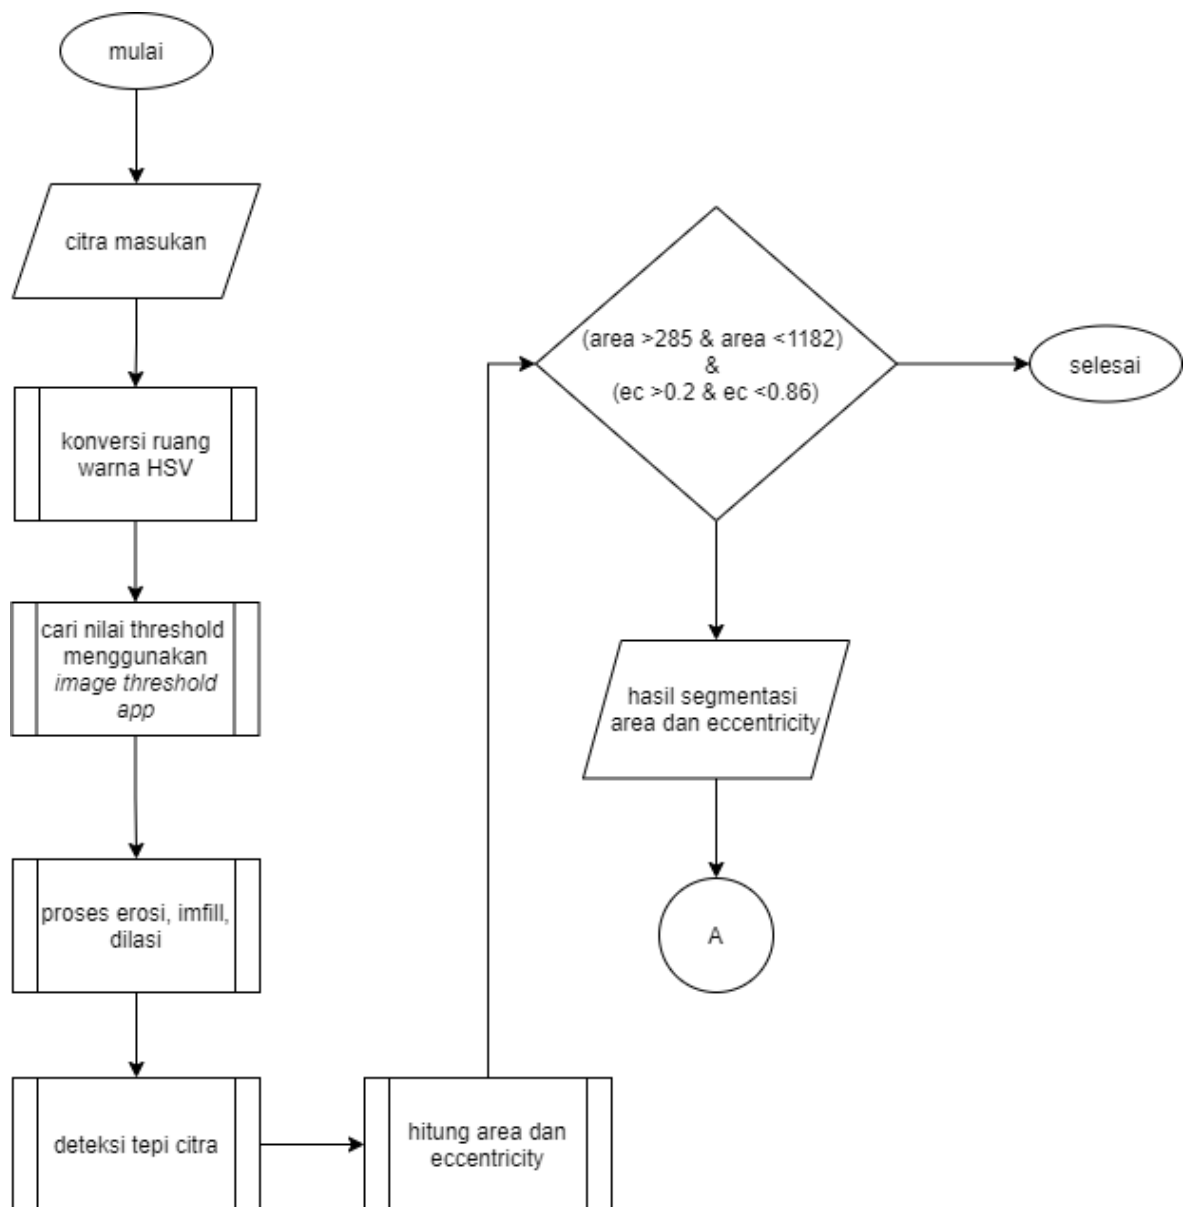 mulai
citra masukan
konversi ruang
warna HSV
cari nilai threshold
menggunakan
image threshold
app
proses erosi, imfill,
dilasi
deteksi tepi citra
hitung area dan
eccentricity
(area >285 & area <1182)
&
(ec >0.2 & ec <0.86)
selesai
hasil segmentasi
area dan eccentricity
A